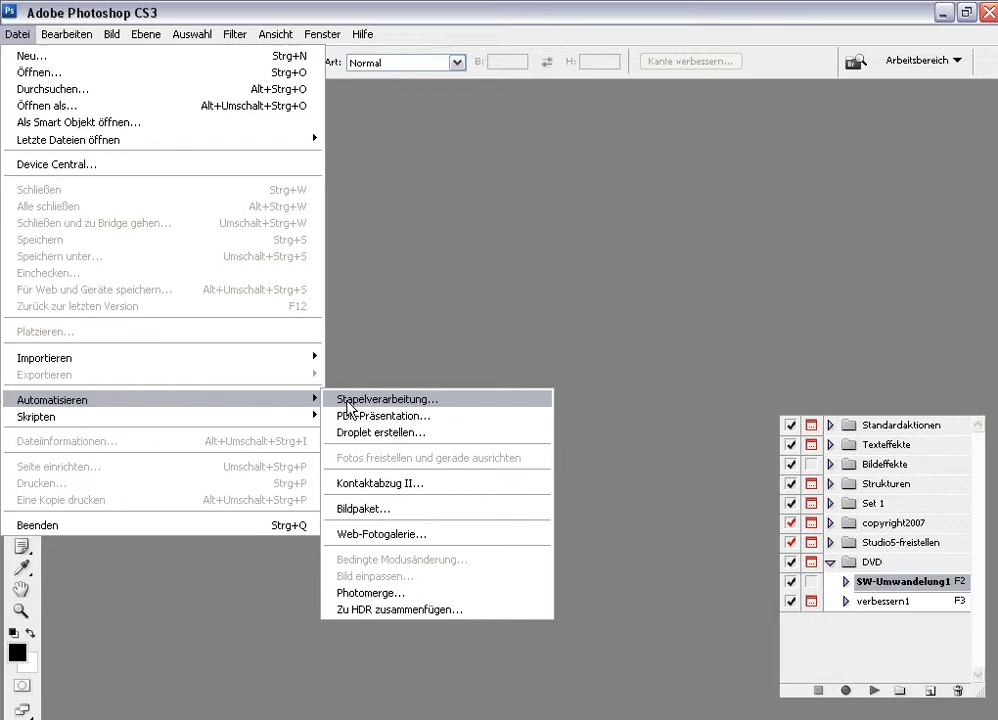 Ps Adobe Photoshop CS3
Datei Bearbeiten Bild Ebene Auswahl Filter Ansicht Fenster Hilfe
Art: Normal B: H: Kante verbessern... Arbeitsbereich
Neu... Strg+N
Öffnen... Strg+O
Durchsuchen... Alt+Strg+O
Öffnen als... Alt+Umschalt+Strg+O
Als Smart Objekt öffnen...
Letzte Dateien öffnen
Device Central...
Schließen Strg+W
Alle schließen Alt+Strg+W
Schließen und zu Bridge gehen... Umschalt+Strg+W
Speichern Strg+S
Speichern unter... Umschalt+Strg+S
Einchecken...
Für Web und Geräte speichern... Alt+Umschalt+Strg+S
Zurück zur letzten Version F12
Platzieren...
Importieren
Exportieren
Automatisieren
Skripten
Dateiinformationen... Alt+Umschalt+Strg+I
Seite einrichten... Umschalt+Strg+P
Drucken... Strg+P
Eine Kopie drucken Alt+Umschalt+Strg+P
Beenden Strg+Q
Stapelverarbeitung...
PDF-Präsentation...
Droplet erstellen...
Fotos freistellen und gerade ausrichten
Kontaktabzug II...
Bildpaket...
Web-Fotogalerie...
Bedingte Modusänderung...
Bild einpassen...
Photomerge...
Zu HDR zusammenfügen...
Standardaktionen
Texteffekte
Bildeffekte
Strukturen
Set 1
copyright2007
Studio5-freistellen
DVD
SW-Umwandelung1 F2
verbessern1 F3